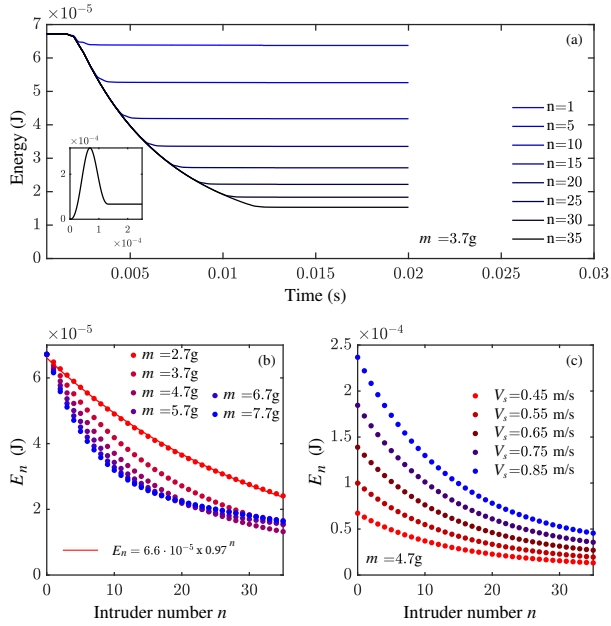 ×10⁻⁵
7
6
5
4
3
2
1
0
Energy (J)
(a)
n=1
n=5
n=10
n=15
n=20
n=25
n=30
n=35
×10⁻⁴
2
0
0
1
2
×10⁻⁴
m =3.7g
0.005
0.01
0.015
0.02
0.025
0.03
Time (s)
×10⁻⁵
6
4
2
0
E_n (J)
(b)
m =2.7g
m =3.7g
m =4.7g
m =5.7g
m =6.7g
m =7.7g
E_n = 6.6 · 10⁻⁵ x 0.97ⁿ
0
10
20
30
Intruder number n
×10⁻⁴
2.5
2
1.5
1
0.5
0
E_n (J)
(c)
V_s=0.45 m/s
V_s=0.55 m/s
V_s=0.65 m/s
V_s=0.75 m/s
V_s=0.85 m/s
m =4.7g
0
10
20
30
Intruder number n